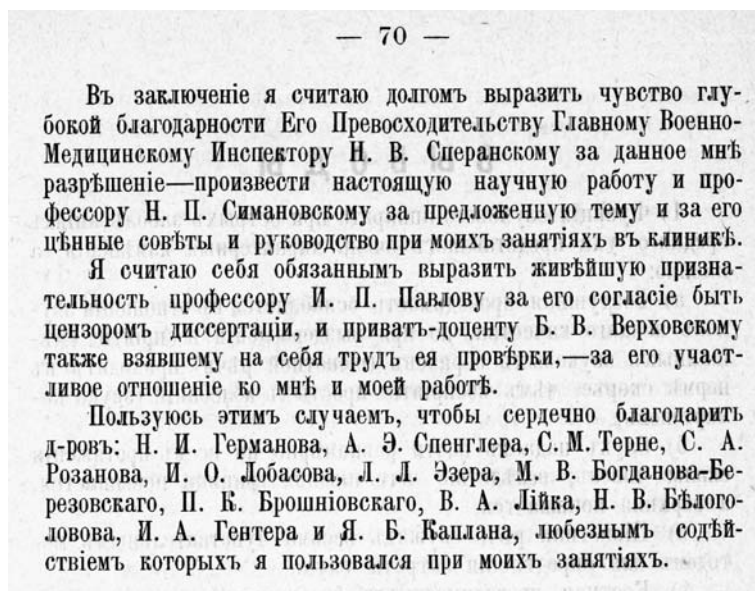 — 70 —
Въ заключеніе я считаю долгомъ выразить чувство глу-
бокой благодарности Его Превосходительству Главному Военно-
Медицинскому Инспектору Н. В. Сперанскому за данное мнѣ
разрѣшеніе—произвести настоящую научную работу и про-
фессору Н. П. Симановскому за предложенную тему и за его
цѣнные совѣты и руководство при моихъ занятіяхъ въ клиникѣ.
Я считаю себя обязаннымъ выразить живѣйшую призна-
тельность профессору И. П. Павлову за его согласіе быть
цензоромъ диссертаціи, и приватъ-доценту Б. В. Верховскому
также взявшему на себя трудъ ея провѣрки,—за его участ-
ливое отношеніе ко мнѣ и моей работѣ.
Пользуюсь этимъ случаемъ, чтобы сердечно благодарить
д-ровъ: Н. И. Германова, А. Э. Спенглера, С. М. Терне, С. А.
Розанова, И. О. Лобасова, Л. Л. Эзера, М. В. Богданова-Бе-
резовскаго, П. К. Брошніовскаго, В. А. Лійка, Н. В. Бѣлого-
ловова, И. А. Гентера и Я. Б. Каплана, любезнымъ содѣй-
ствіемъ которыхъ я пользовался при моихъ занятіяхъ.